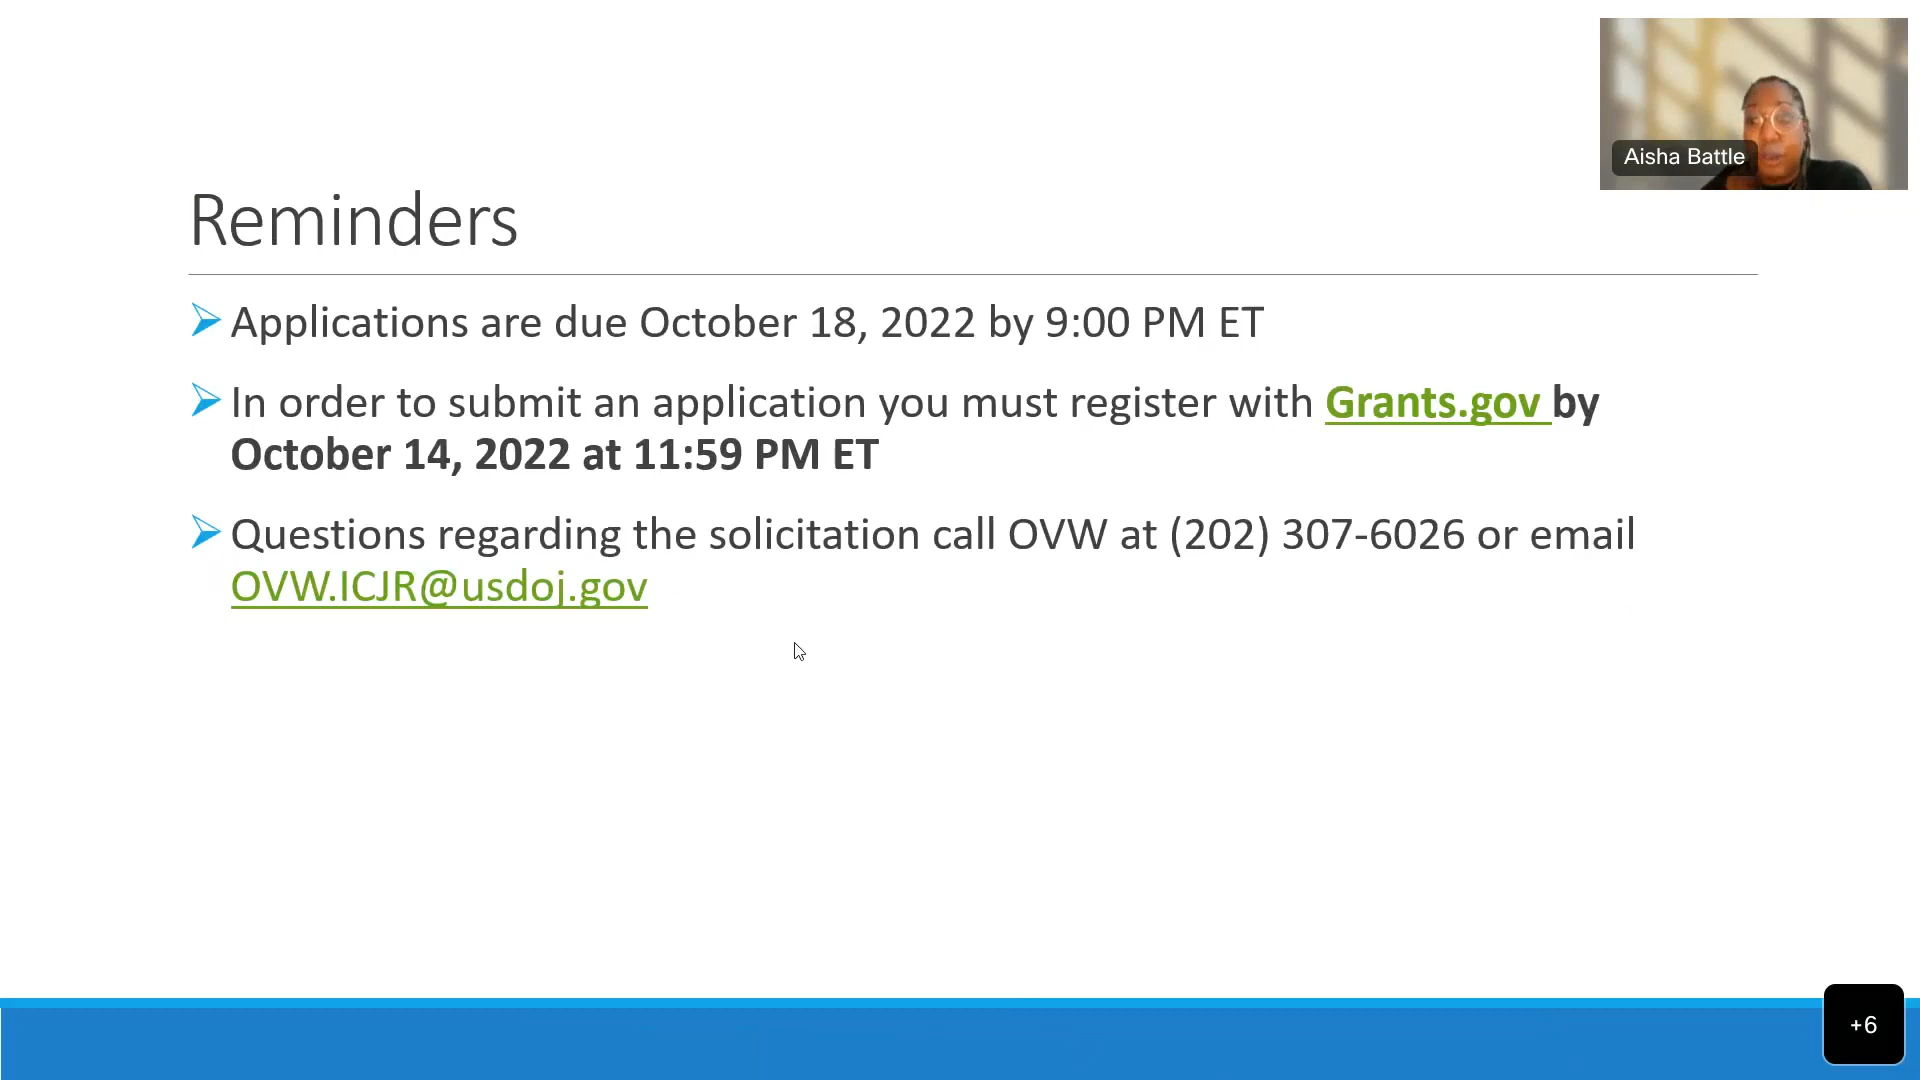 Aisha Battle
Reminders
Applications are due October 18, 2022 by 9:00 PM ET
In order to submit an application you must register with Grants.gov by
October 14, 2022 at 11:59 PM ET
Questions regarding the solicitation call OVW at (202) 307-6026 or email
OVW.ICJR@usdoj.gov
+6